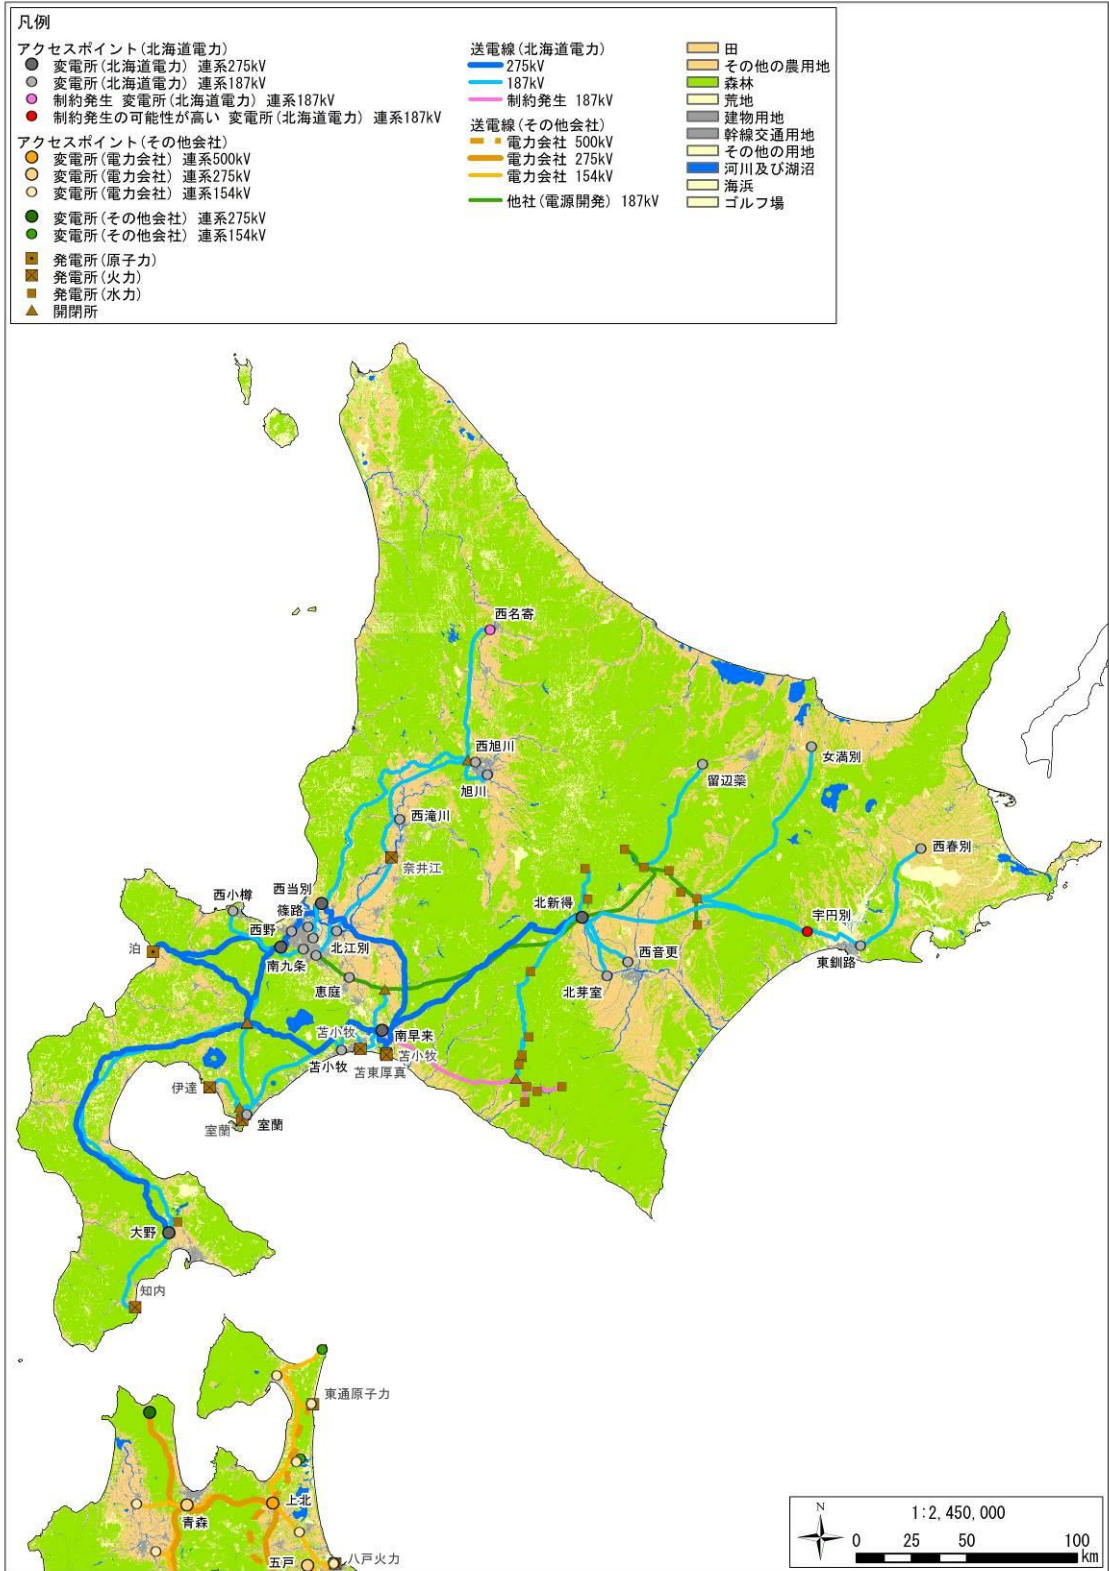 凡例
アクセスポイント(北海道電力)
変電所(北海道電力) 連系275kV
変電所(北海道電力) 連系187kV
制約発生 変電所(北海道電力) 連系187kV
制約発生の可能性が高い 変電所(北海道電力) 連系187kV
アクセスポイント(その他会社)
変電所(電力会社) 連系500kV
変電所(電力会社) 連系275kV
変電所(電力会社) 連系154kV
変電所(その他会社) 連系275kV
変電所(その他会社) 連系154kV
発電所(原子力)
発電所(火力)
発電所(水力)
開閉所
送電線(北海道電力)
275kV
187kV
制約発生 187kV
送電線(その他会社)
電力会社 500kV
電力会社 275kV
電力会社 154kV
他社(電源開発) 187kV
田
その他の農用地
森林
荒地
建物用地
幹線交通用地
その他の用地
河川及び湖沼
海浜
ゴルフ場
西名寄
西旭川
旭川
女満別
留辺蘂
西滝川
西春別
奈井江
西当別
西小樽
篠路
北新得
宇円別
西野
北江別
泊
西音更
東釧路
南九条
北芽室
恵庭
苫小牧
南早来
苫小牧
苫小牧
苫東厚真
伊達
室蘭
室蘭
大野
知内
東通原子力
上北
青森
五戸
八戸火力
N
1:2,450,000
0 25 50 100
km